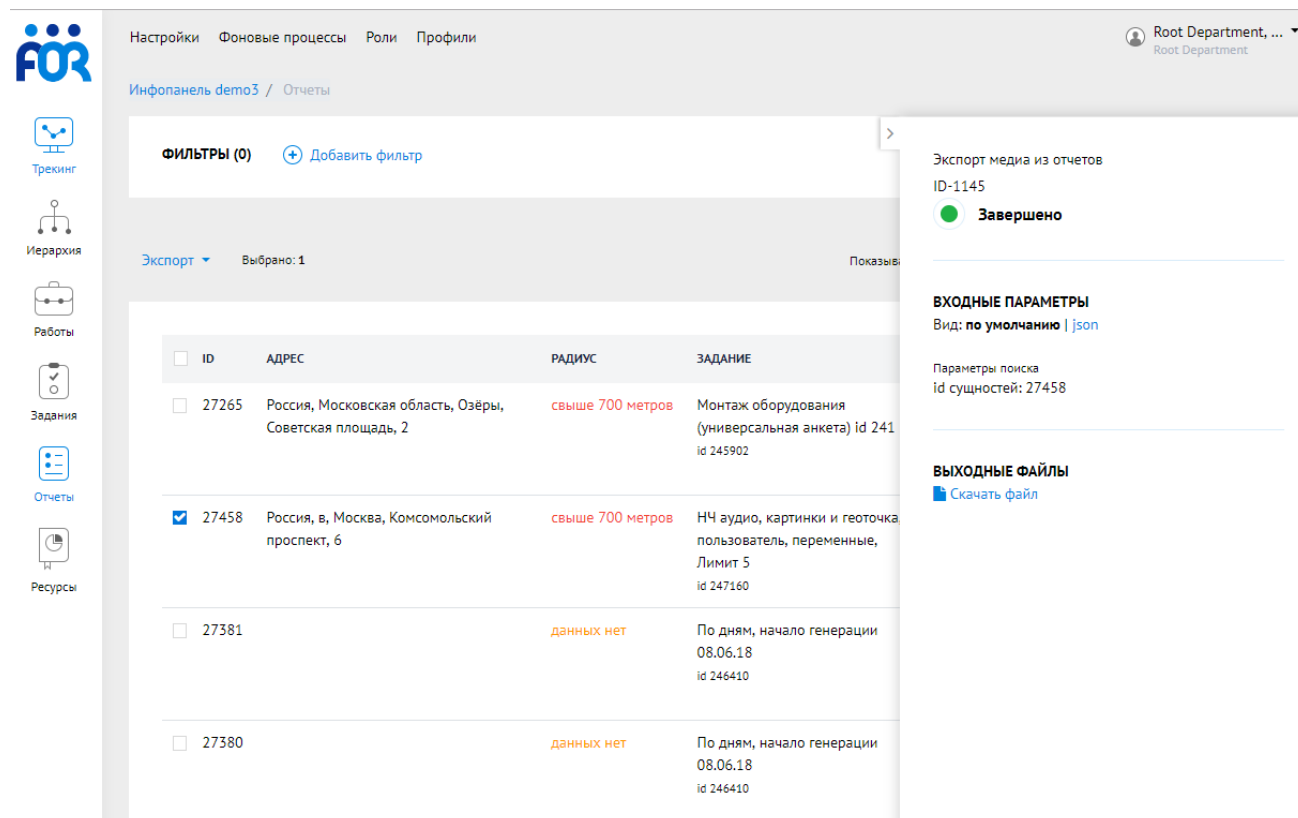 FOR
Настройки Фоновые процессы Роли Профили
Root Department, ...
Root Department
Инфопанель demo3 / Отчеты
Трекинг
Иерархия
Работы
Задания
Отчеты
Ресурсы
ФИЛЬТРЫ (0) Добавить фильтр
Экспорт Выбрано: 1
ID АДРЕС РАДИУС ЗАДАНИЕ
27265 Россия, Московская область, Озёры, свыше 700 метров Монтаж оборудования
Советская площадь, 2 (универсальная анкета) id 241
id 245902
27458 Россия, в, Москва, Комсомольский свыше 700 метров НЧ аудио, картинки и геоточка,
проспект, 6 пользователь, переменные,
Лимит 5
id 247160
27381 данных нет По дням, начало генерации
08.06.18
id 246410
27380 данных нет По дням, начало генерации
08.06.18
id 246410
Экспорт медиа из отчетов
ID-1145
Завершено
ВХОДНЫЕ ПАРАМЕТРЫ
Вид: по умолчанию | json
Параметры поиска
id сущностей: 27458
ВЫХОДНЫЕ ФАЙЛЫ
Скачать файл